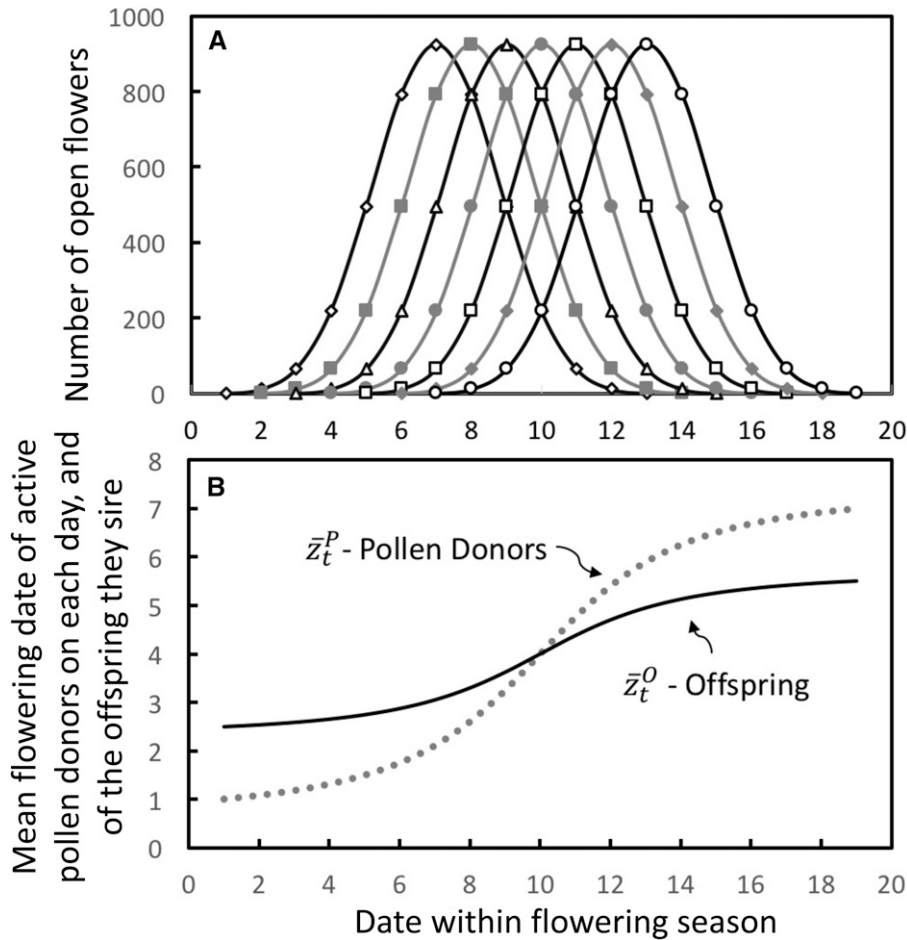 A
Number of open flowers
1000
800
600
400
200
0
0 2 4 6 8 10 12 14 16 18 20
B
Mean flowering date of active
pollen donors on each day, and
of the offspring they sire
8
7
6
5
4
3
2
1
0
z̄ₜᴾ - Pollen Donors
z̄ₜᴼ - Offspring
0 2 4 6 8 10 12 14 16 18 20
Date within flowering season